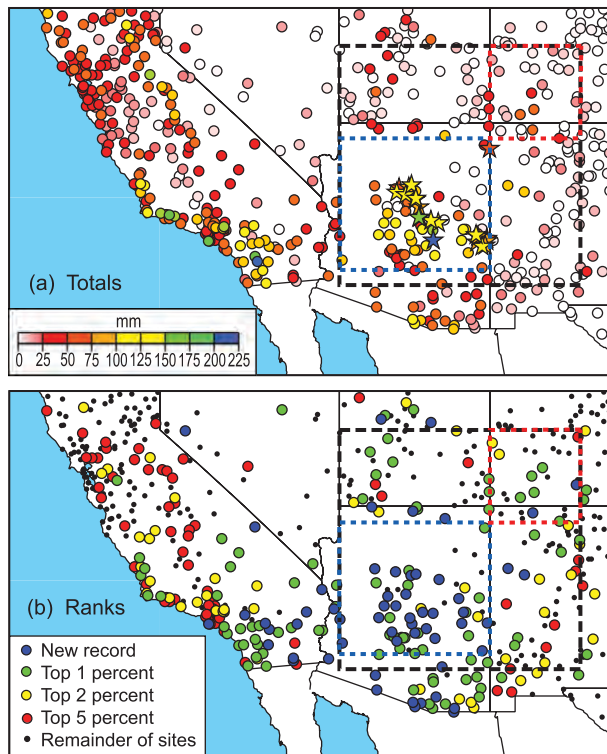 (a) Totals
mm
0 25 50 75 100 125 150 175 200 225
(b) Ranks
New record
Top 1 percent
Top 2 percent
Top 5 percent
Remainder of sites